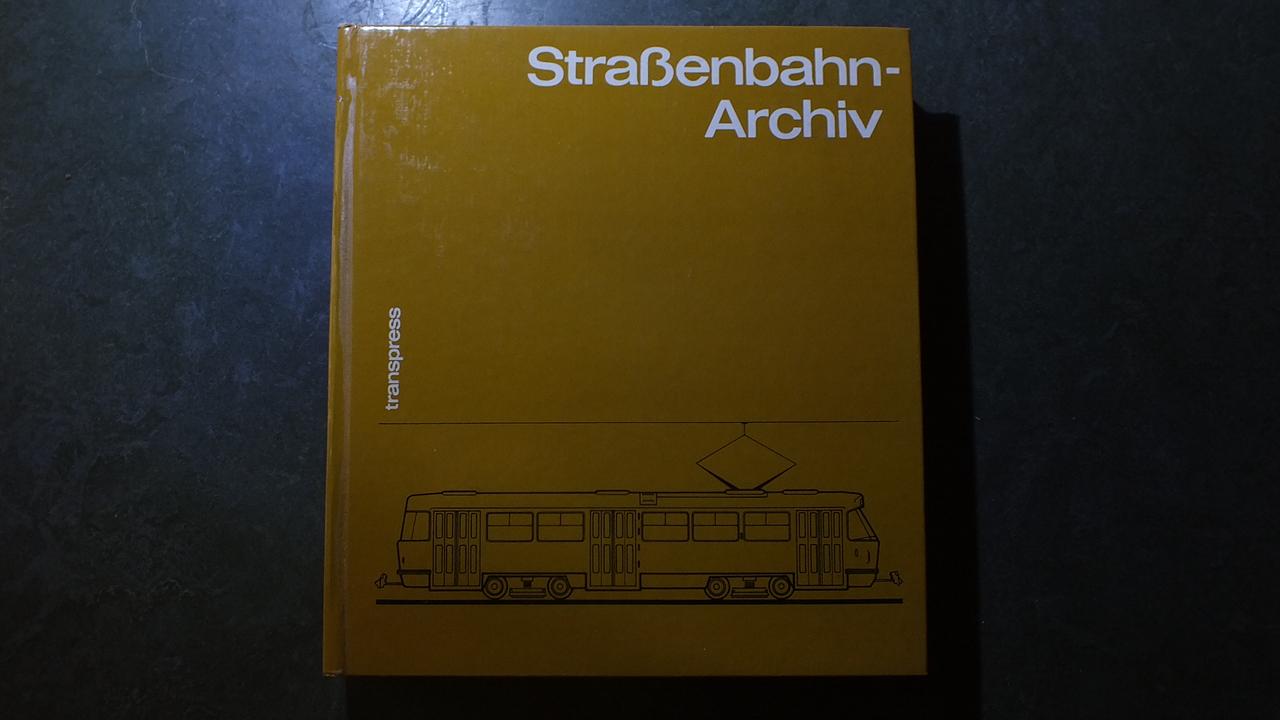 Straßenbahn-
Archiv
transpress